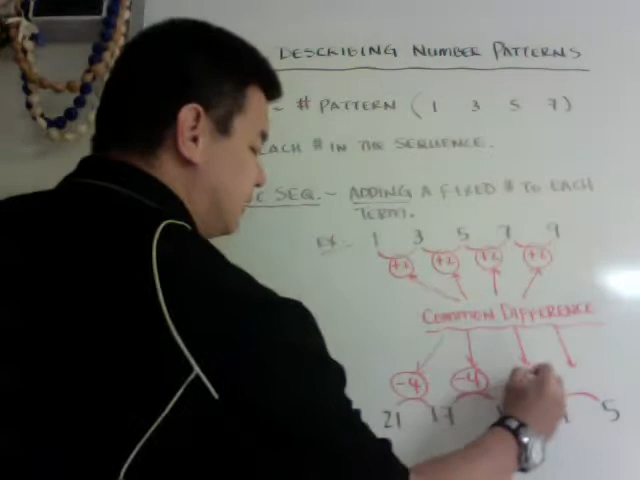 DESCRIBING NUMBER PATTERNS
- # PATTERN (1 3 5 7)
EACH # IN THE SEQUENCE.
SEQ. - ADDING A FIXED # TO EACH
TERM.
EX. 1 3 5 7 9
+2 +2 +2 +2
COMMON DIFFERENCE
-4 -4
21 17 5